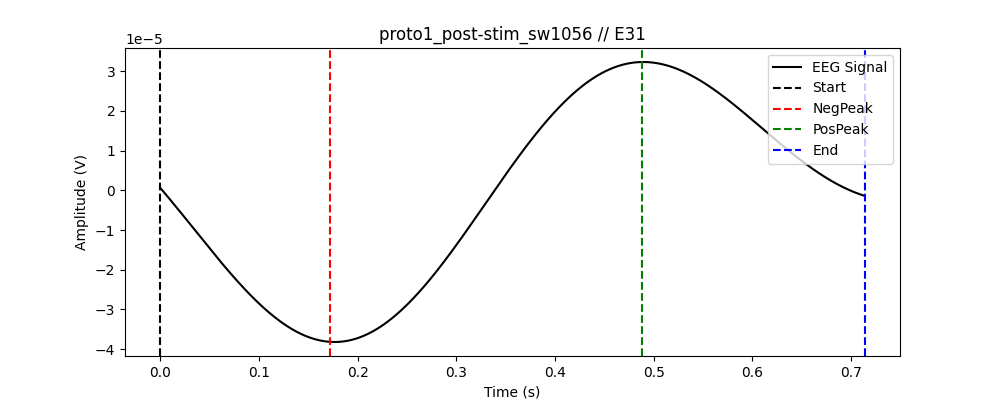 proto1_post-stim_sw1056 // E31
1e−5
EEG Signal
Start
NegPeak
PosPeak
End
3
2
1
0
−1
−2
−3
−4
Amplitude (V)
0.0 0.1 0.2 0.3 0.4 0.5 0.6 0.7
Time (s)